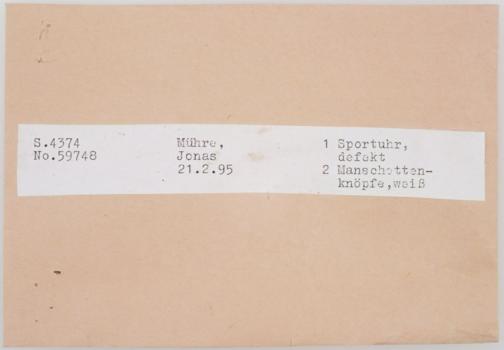 S.4374
No.59748
Mühre,
Jonas
21.2.95
1 Sportuhr,
defekt
2 Manschetten-
knöpfe,weiß